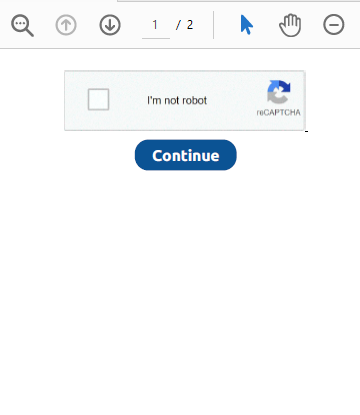 1 / 2
I'm not robot
reCAPTCHA
Continue